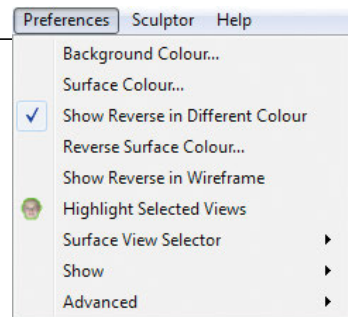 Preferences Sculptor Help
Background Colour...
Surface Colour...
Show Reverse in Different Colour
Reverse Surface Colour...
Show Reverse in Wireframe
Highlight Selected Views
Surface View Selector
Show
Advanced